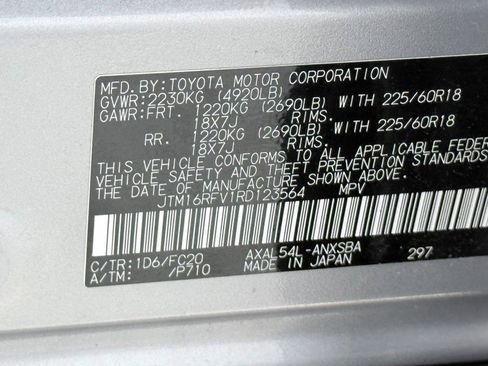 MFD. BY: TOYOTA MOTOR CORPORATION
GVWR: 2230KG (4920LB)
GAWR: FRT. 1220KG (2690LB) WITH 225/60R18
18X7J RIMS.
RR. 1220KG (2690LB) WITH 225/60R18
18X7J RIMS.
THIS VEHICLE CONFORMS TO ALL APPLICABLE FEDER
SAFETY AND THEFT PREVENTION STANDARDS
THE DATE OF MANUFACTURE SHOWN ABOVE.
JTM16RFV1RD123564 MPV
C/TR: 1D6/FC20 AXAL54L-ANXSBA 297
A/TM: /P710 MADE IN JAPAN